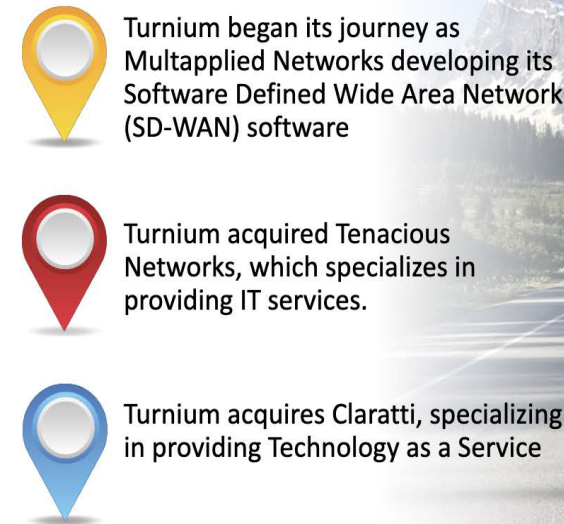 Turnium began its journey as
Multapplied Networks developing its
Software Defined Wide Area Network
(SD-WAN) software
Turnium acquired Tenacious
Networks, which specializes in
providing IT services.
Turnium acquires Claratti, specializing
in providing Technology as a Service